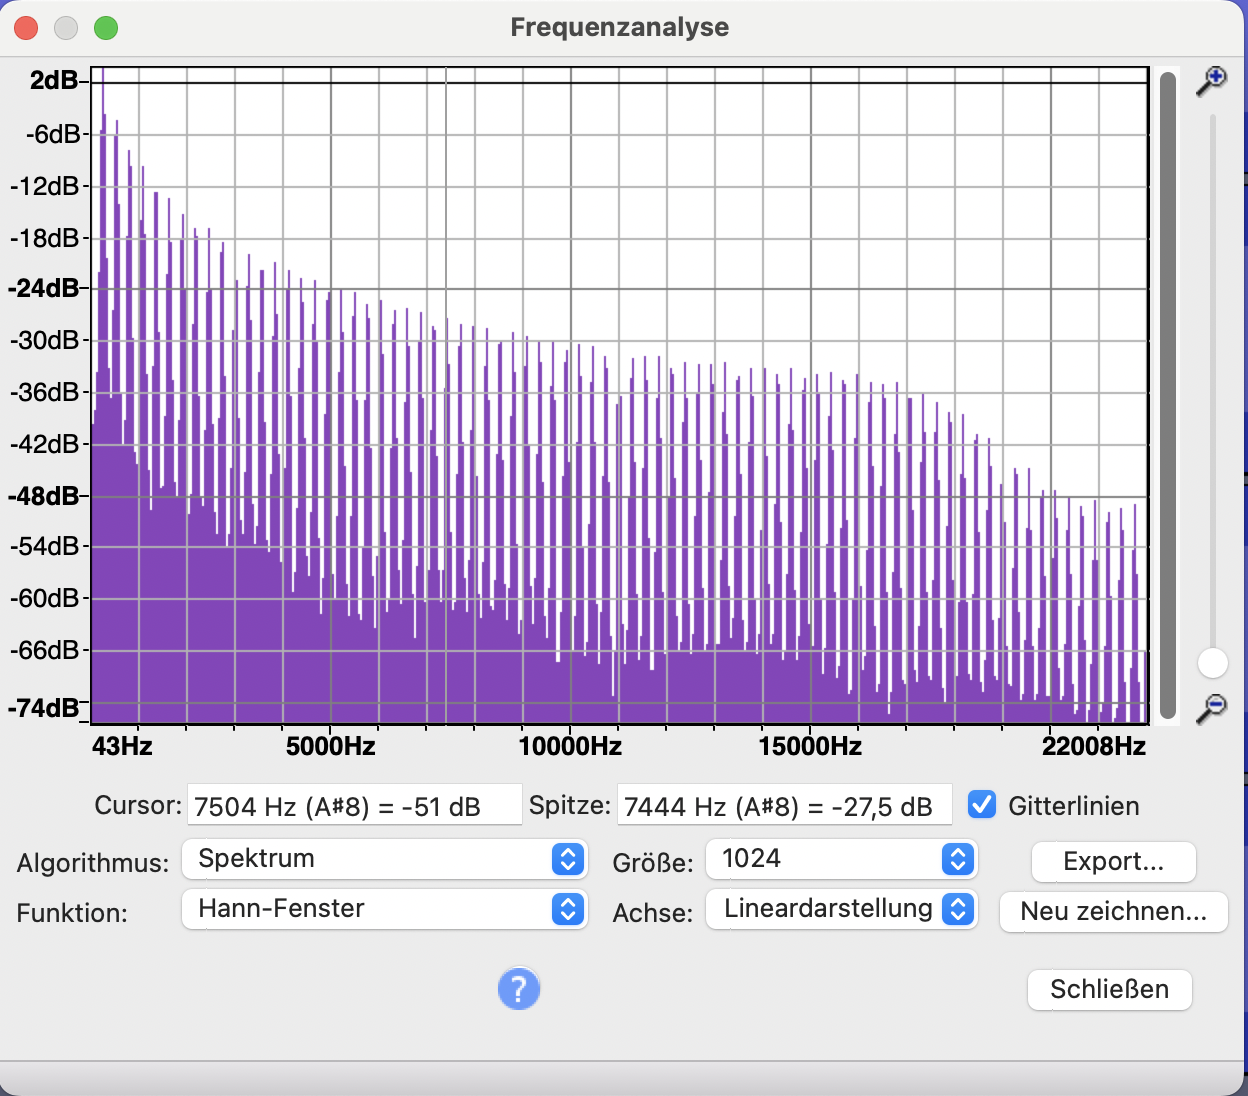 Frequenzanalyse
2dB
-6dB
-12dB
-18dB
-24dB
-30dB
-36dB
-42dB
-48dB
-54dB
-60dB
-66dB
-74dB
43Hz 5000Hz 10000Hz 15000Hz 22008Hz
Cursor: 7504 Hz (A#8) = -51 dB Spitze: 7444 Hz (A#8) = -27,5 dB Gitterlinien
Algorithmus: Spektrum Größe: 1024 Export...
Funktion: Hann-Fenster Achse: Lineardarstellung Neu zeichnen...
? Schließen